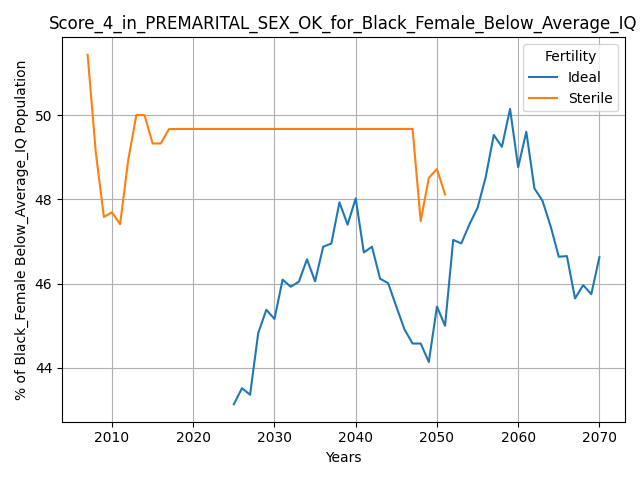 Score_4_in_PREMARITAL_SEX_OK_for_Black_Female_Below_Average_IQ
% of Black_Female Below_Average_IQ Population
50
48
46
44
Fertility
Ideal
Sterile
2010 2020 2030 2040 2050 2060 2070
Years